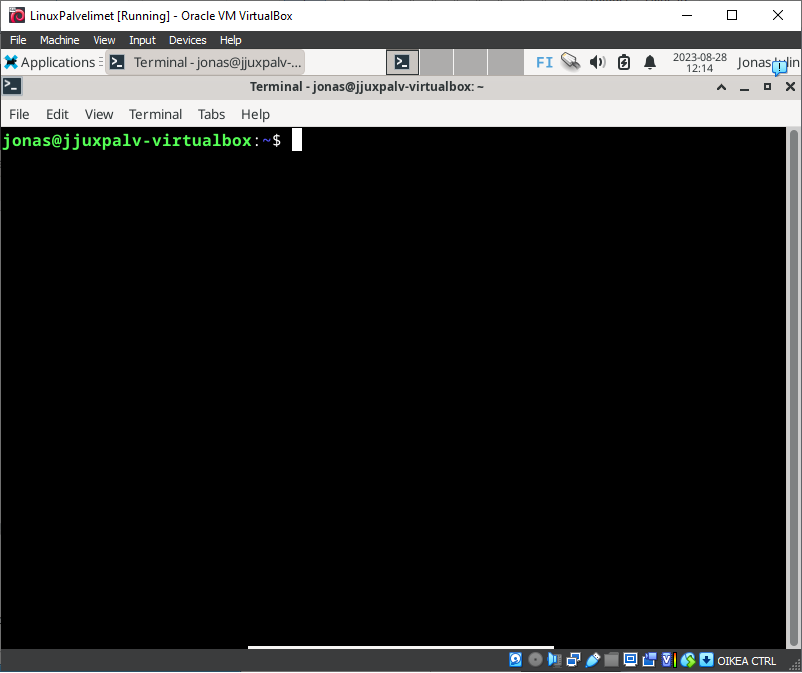 LinuxPalvelimet [Running] - Oracle VM VirtualBox
File Machine View Input Devices Help
Applications Terminal - jonas@jjuxpalv-... FI 2023-08-28 Jonas
12:14
Terminal - jonas@jjuxpalv-virtualbox: ~
File Edit View Terminal Tabs Help
jonas@jjuxpalv-virtualbox:~$
OIKEA CTRL